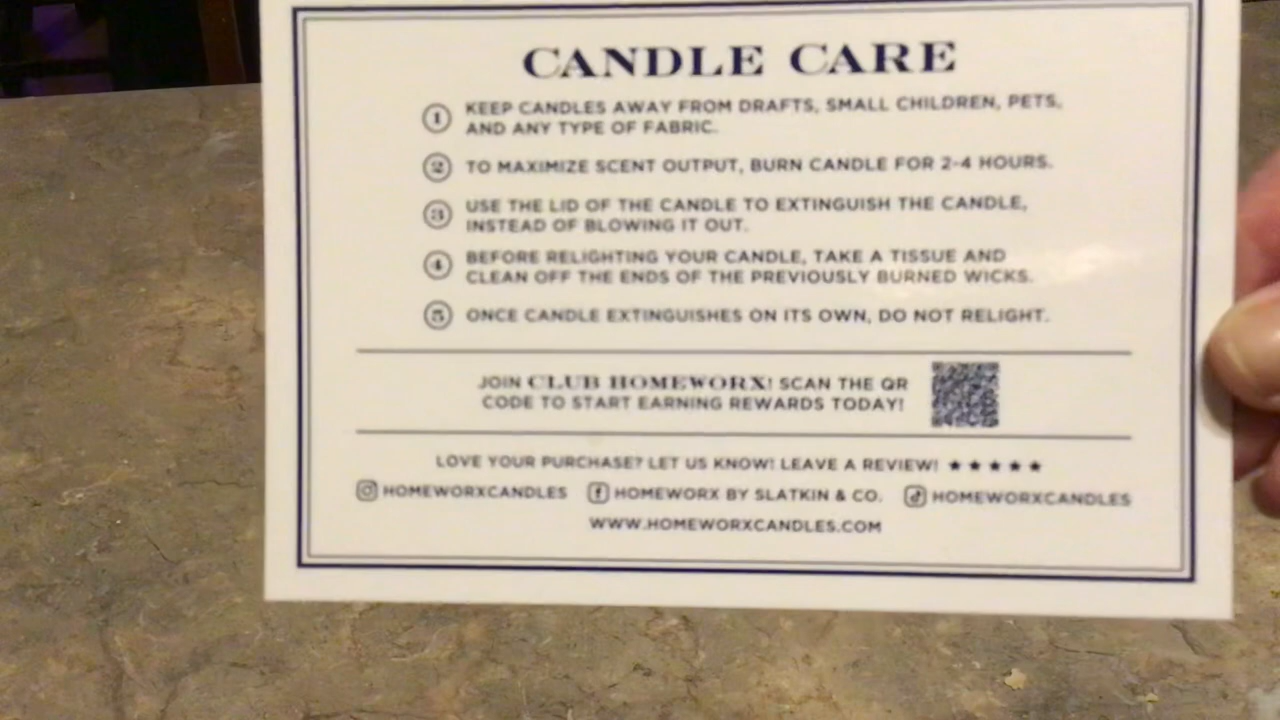 CANDLE CARE
1 KEEP CANDLES AWAY FROM DRAFTS, SMALL CHILDREN, PETS,
AND ANY TYPE OF FABRIC.
2 TO MAXIMIZE SCENT OUTPUT, BURN CANDLE FOR 2-4 HOURS.
3 USE THE LID OF THE CANDLE TO EXTINGUISH THE CANDLE,
INSTEAD OF BLOWING IT OUT.
4 BEFORE RELIGHTING YOUR CANDLE, TAKE A TISSUE AND
CLEAN OFF THE ENDS OF THE PREVIOUSLY BURNED WICKS.
5 ONCE CANDLE EXTINGUISHES ON ITS OWN, DO NOT RELIGHT.
JOIN CLUB HOMEWORX! SCAN THE QR
CODE TO START EARNING REWARDS TODAY!
LOVE YOUR PURCHASE? LET US KNOW! LEAVE A REVIEW! ★★★★★
HOMEWORXCANDLES HOMEWORX BY SLATKIN & CO. HOMEWORXCANDLES
WWW.HOMEWORXCANDLES.COM